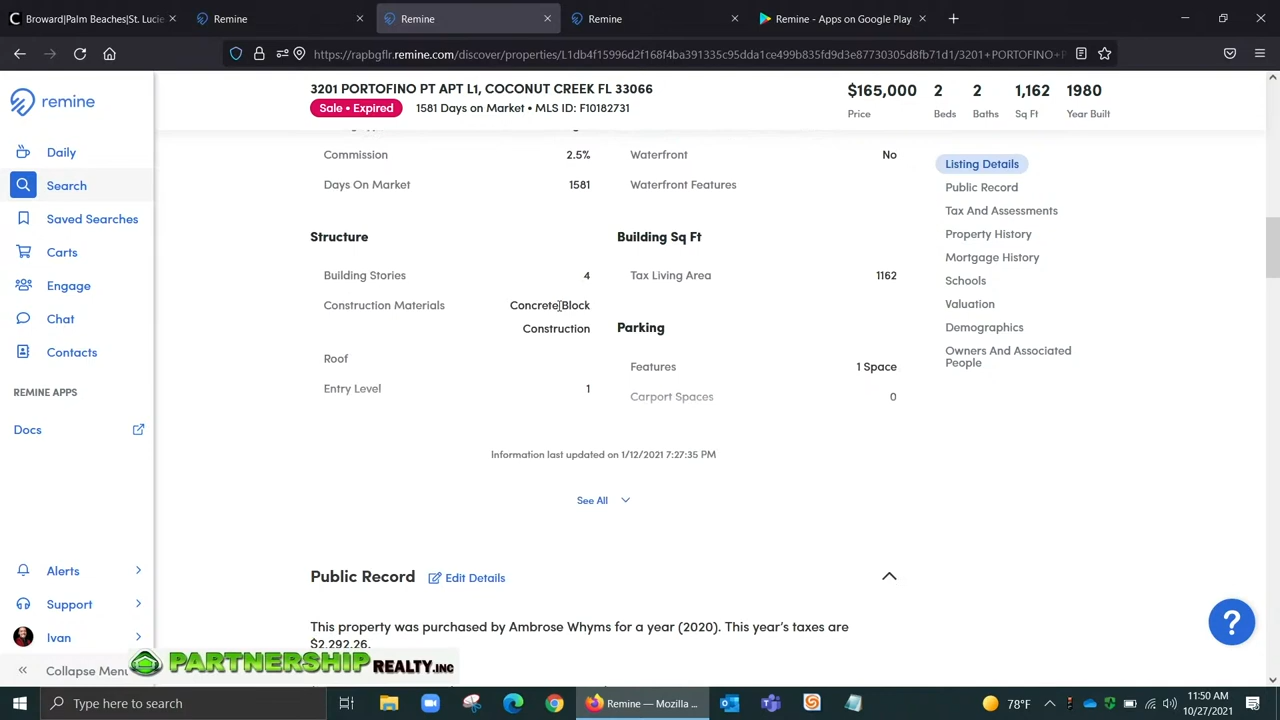 Broward|Palm Beaches|St. Lucie
Remine
Remine
Remine
Remine - Apps on Google Play
https://rapbgflr.remine.com/discover/properties/L1db4f15996d2f168f4ba391335c95dda1ce499b835fd9d3e87730305d8fb71d1/3201+PORTOFINO+P
remine
3201 PORTOFINO PT APT L1, COCONUT CREEK FL 33066
Sale • Expired
1581 Days on Market • MLS ID: F10182731
$165,000
2
2
1,162
1980
Price
Beds
Baths
Sq Ft
Year Built
Daily
Search
Saved Searches
Carts
Engage
Chat
Contacts
REMINE APPS
Docs
Alerts
Support
Ivan
Collapse Menu
Commission
2.5%
Days On Market
1581
Waterfront
No
Waterfront Features
Structure
Building Stories
4
Construction Materials
Concrete Block
Construction
Roof
Entry Level
1
Building Sq Ft
Tax Living Area
1162
Parking
Features
1 Space
Carport Spaces
0
Information last updated on 1/12/2021 7:27:35 PM
See All
Public Record
Edit Details
This property was purchased by Ambrose Whyms for a year (2020). This year's taxes are
$2,292.26.
Listing Details
Public Record
Tax And Assessments
Property History
Mortgage History
Schools
Valuation
Demographics
Owners And Associated
People
?
PARTNERSHIP REALTY.INC
Type here to search
Remine — Mozilla ...
78°F
11:50 AM
10/27/2021